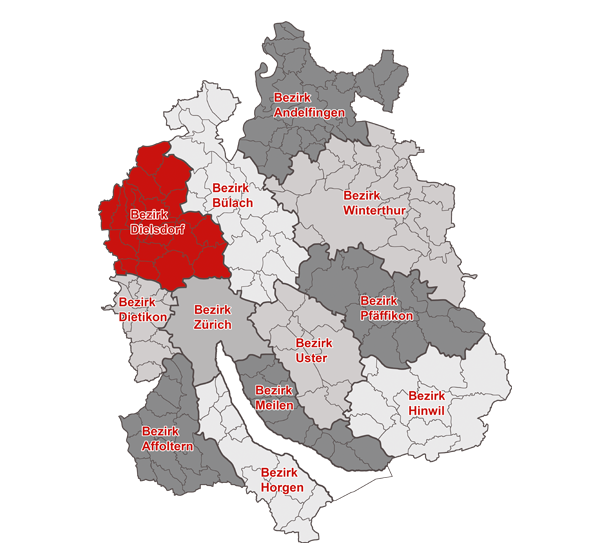 Bezirk
Andelfingen
Bezirk
Bülach
Bezirk
Winterthur
Bezirk
Dielsdorf
Bezirk
Dietikon
Bezirk
Zürich
Bezirk
Pfäffikon
Bezirk
Uster
Bezirk
Meilen
Bezirk
Hinwil
Bezirk
Affoltern
Bezirk
Horgen